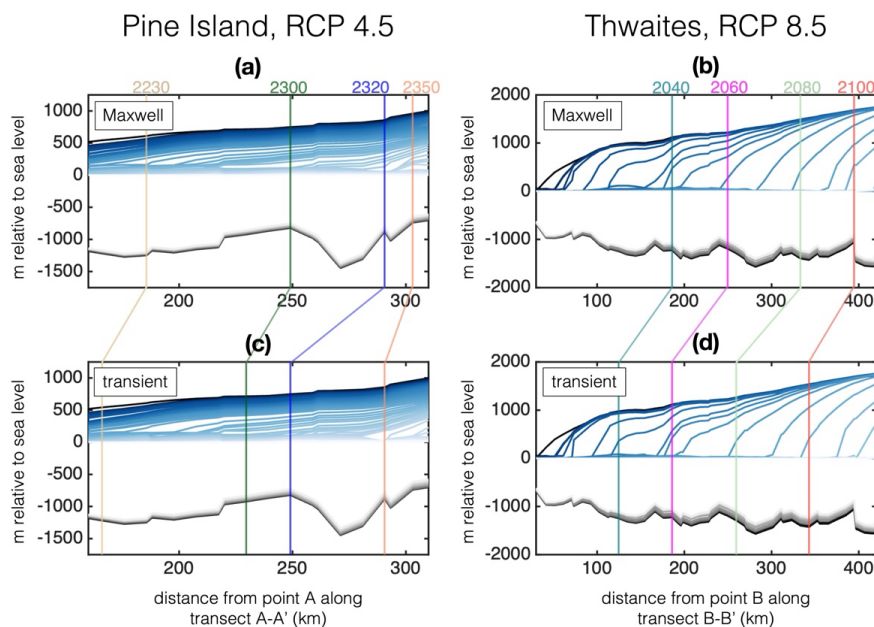 Pine Island, RCP 4.5
Thwaites, RCP 8.5
(a)
(b)
2230
2300
2320
2350
2040
2060
2080
2100
m relative to sea level
1000
500
0
-500
-1000
-1500
Maxwell
200
250
300
2000
1000
0
-1000
-2000
Maxwell
100
200
300
400
(c)
(d)
m relative to sea level
1000
500
0
-500
-1000
-1500
transient
200
250
300
2000
1000
0
-1000
-2000
transient
100
200
300
400
m relative to sea level
m relative to sea level
distance from point A along
transect A-A' (km)
distance from point B along
transect B-B' (km)